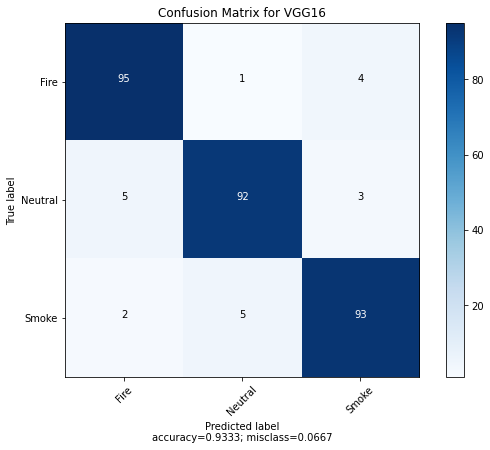 Confusion Matrix for VGG16
Fire 95 1 4
Neutral 5 92 3
Smoke 2 5 93
Fire Neutral Smoke
True label
Predicted label
accuracy=0.9333; misclass=0.0667
80
60
40
20